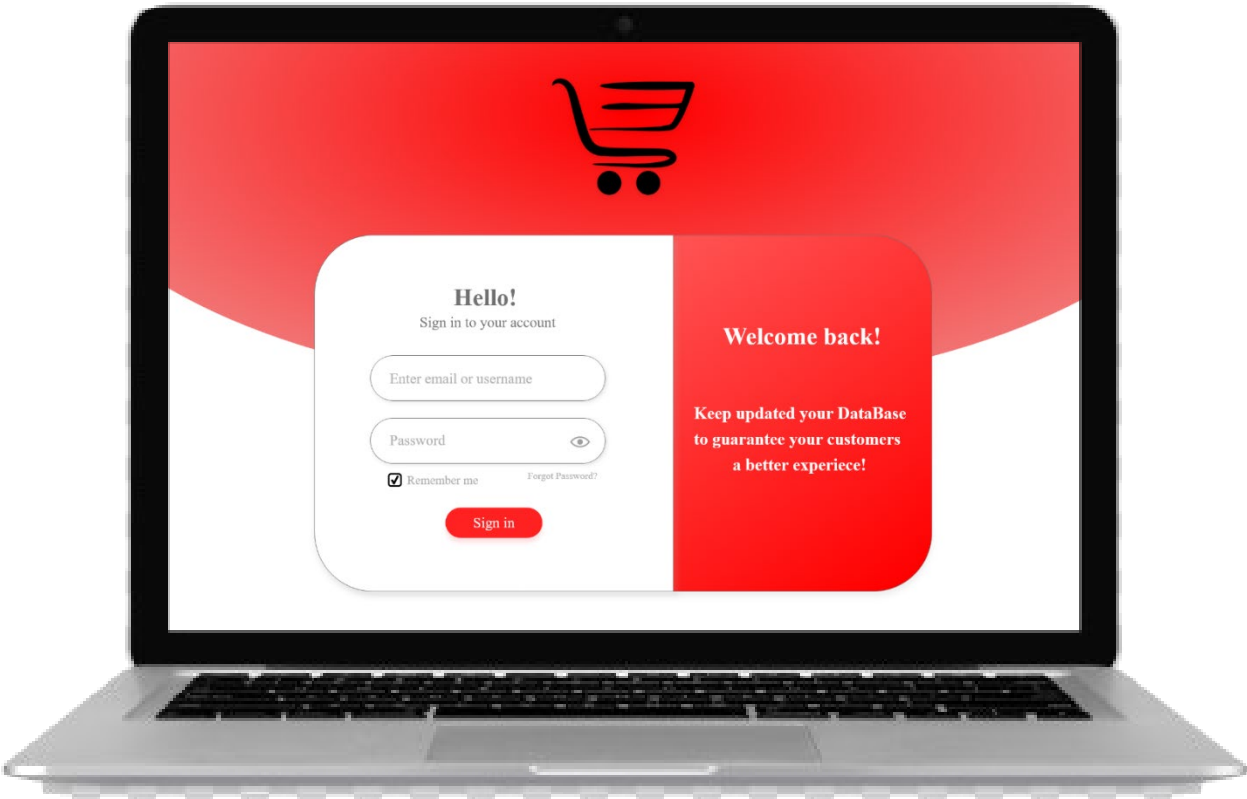 Hello!
Sign in to your account
Enter email or username
Password
Remember me
Forgot Password?
Sign in
Welcome back!
Keep updated your DataBase
to guarantee your customers
a better experiece!